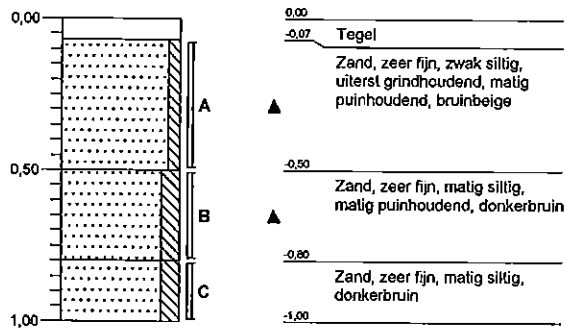 0,00
0,50
1,00
A
B
C
0,00
-0,07
Tegel
Zand, zeer fijn, zwak siltig,
uiterst grindhoudend, matig
puinhoudend, bruinbeige
-0,50
Zand, zeer fijn, matig siltig,
matig puinhoudend, donkerbruin
-0,80
Zand, zeer fijn, matig siltig,
donkerbruin
-1,00